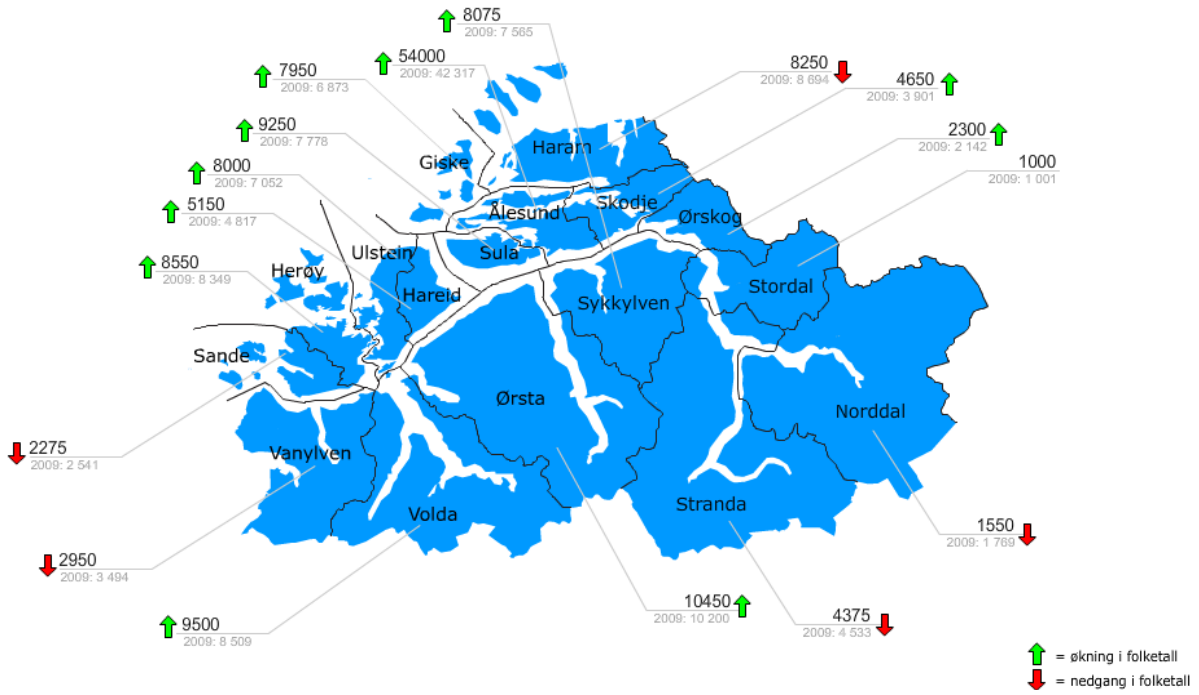 8075
2009: 7 565
54000
2009: 42 317
7950
2009: 6 873
8250
2009: 8 694
4650
2009: 3 901
9250
2009: 7 778
2300
2009: 2 142
8000
2009: 7 052
1000
2009: 1 001
5150
2009: 4 817
8550
2009: 8 349
Giske
Haram
Skodje
Ålesund
Ørskog
Ulstein
Sula
Herøy
Hareid
Stordal
Sykkylven
Sande
Ørsta
Norddal
Vanylven
Volda
Stranda
2275
2009: 2 541
1550
2009: 1 769
2950
2009: 3 494
10450
2009: 10 200
4375
2009: 4 533
9500
2009: 8 509
= økning i folketall
= nedgang i folketall